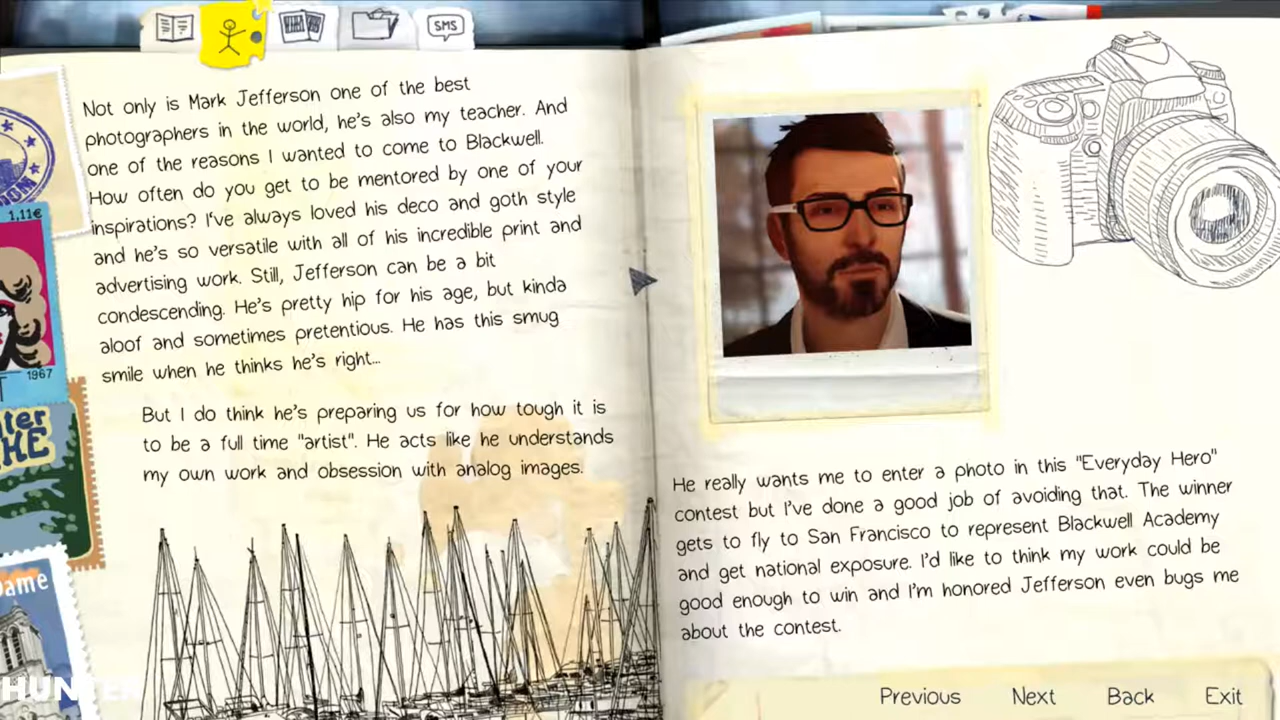 SMS
Not only is Mark Jefferson one of the best
photographers in the world, he's also my teacher. And
one of the reasons I wanted to come to Blackwell.
How often do you get to be mentored by one of your
inspirations? I've always loved his deco and goth style
and he's so versatile with all of his incredible print and
advertising work. Still, Jefferson can be a bit
condescending. He's pretty hip for his age, but kinda
aloof and sometimes pretentious. He has this smug
smile when he thinks he's right...
But I do think he's preparing us for how tough it is
to be a full time "artist". He acts like he understands
my own work and obsession with analog images.
He really wants me to enter a photo in this "Everyday Hero"
contest but I've done a good job of avoiding that. The winner
gets to fly to San Francisco to represent Blackwell Academy
and get national exposure. I'd like to think my work could be
good enough to win and I'm honored Jefferson even bugs me
about the contest.
1,11€
1967
Dame
HUNTER
Previous Next Back Exit